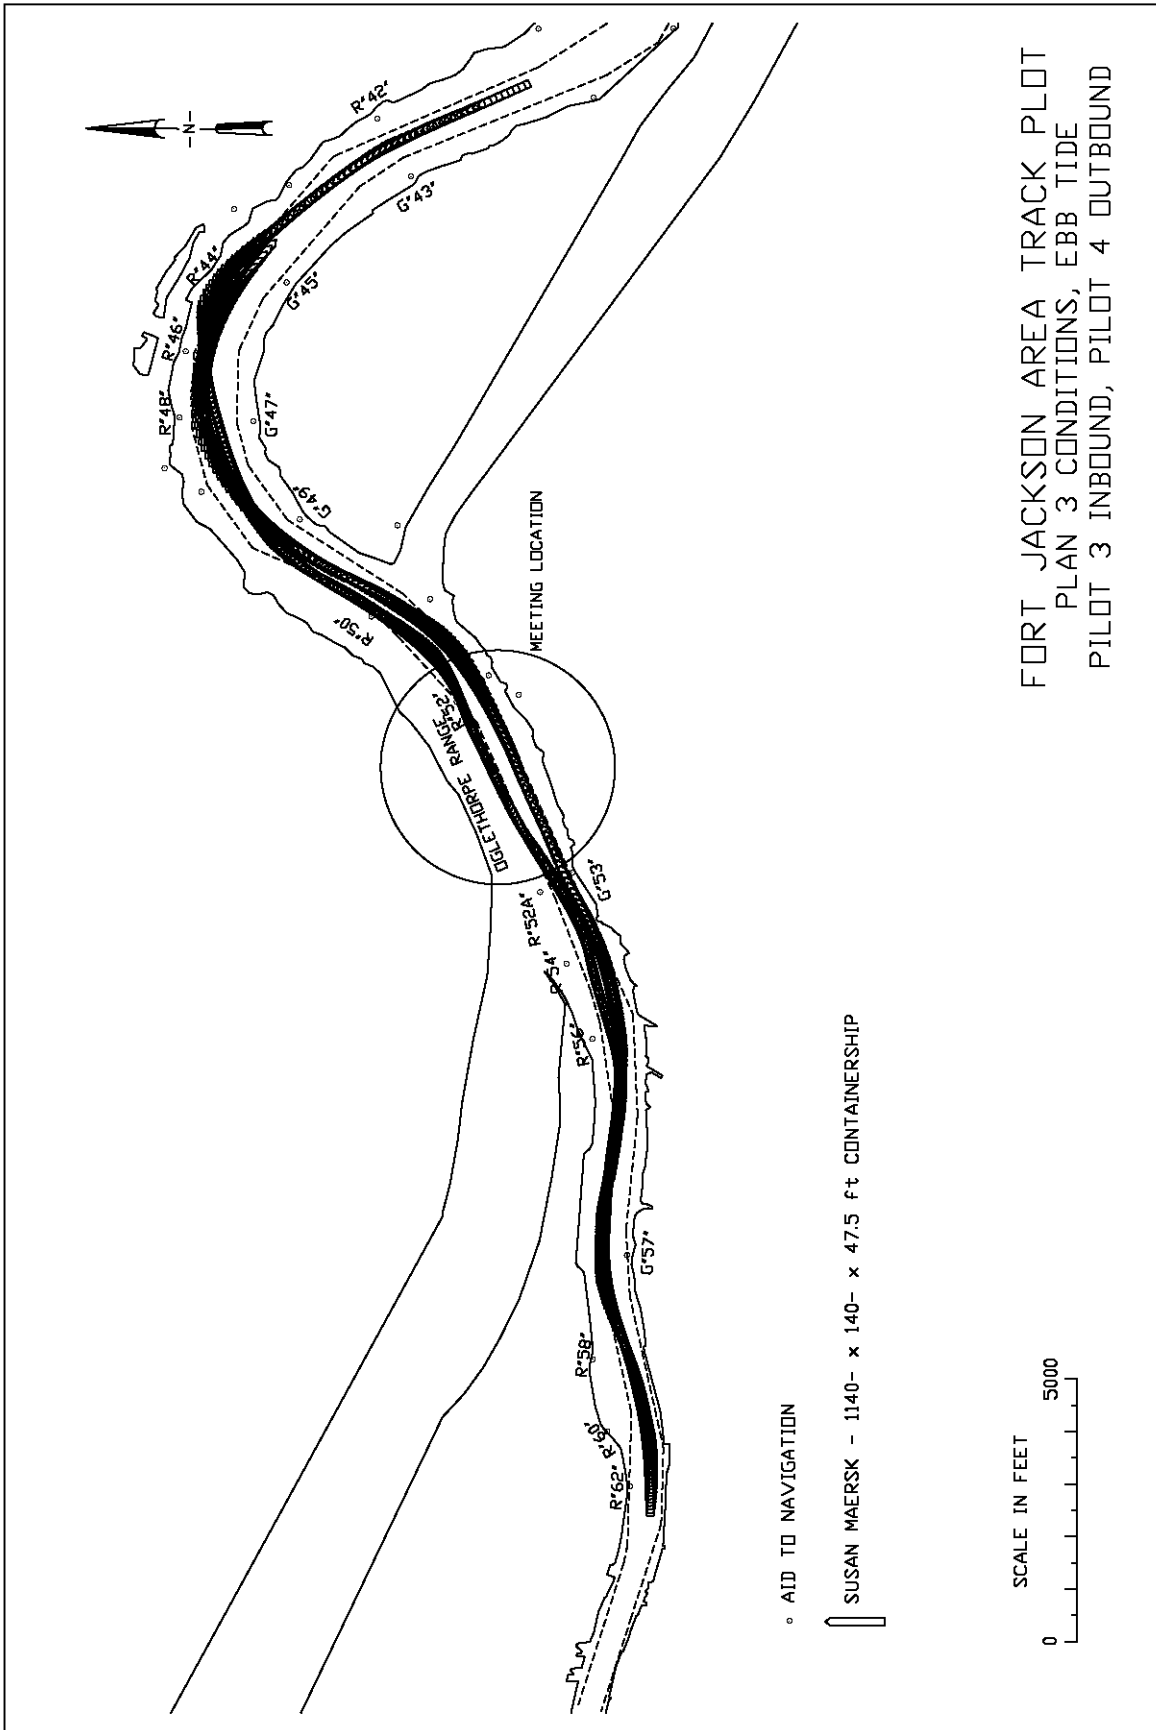 FORT JACKSON AREA TRACK PLOT
PLAN 3 CONDITIONS, EBB TIDE
PILOT 3 INBOUND, PILOT 4 OUTBOUND
-N-
R"42"
G"43"
R"44"
G"45"
R"46"
R"48"
G"47"
G"49"
R"50"
MEETING LOCATION
R"52"
OGLETHORPE RANGE
G"53"
R"52A"
R"54"
R"56"
G"57"
R"58"
R"60"
R"62"
AID TO NAVIGATION
SUSAN MAERSK - 1140- x 140- x 47.5 ft CONTAINERSHIP
SCALE IN FEET
0 5000